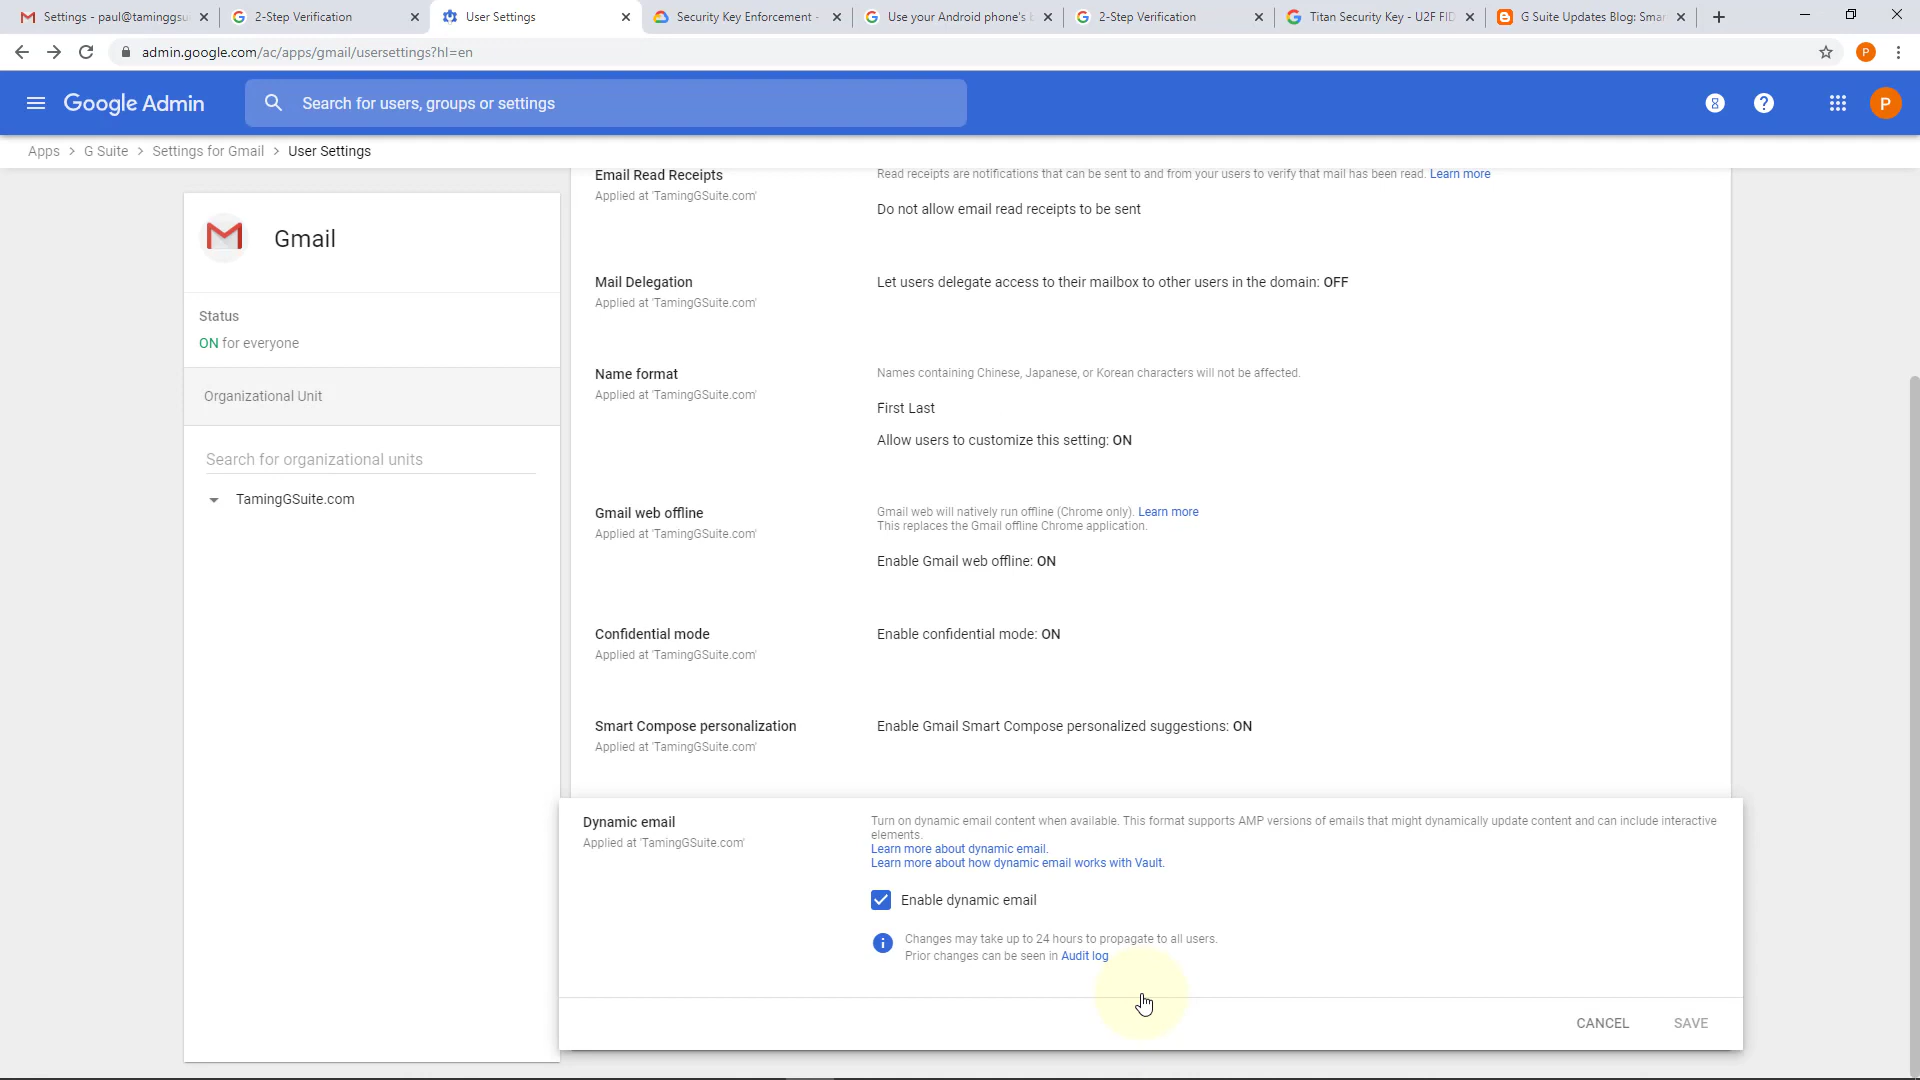 Settings - paul@taminggsu
2-Step Verification
User Settings
Security Key Enforcement -
Use your Android phone's b
2-Step Verification
Titan Security Key - U2F FID
G Suite Updates Blog: Smar
admin.google.com/ac/apps/gmail/usersettings?hl=en
P
Google Admin
Search for users, groups or settings
P
Apps > G Suite > Settings for Gmail > User Settings
Gmail
Status
ON for everyone
Organizational Unit
Search for organizational units
TamingGSuite.com
Email Read Receipts
Applied at 'TamingGSuite.com'
Read receipts are notifications that can be sent to and from your users to verify that mail has been read. Learn more
Do not allow email read receipts to be sent
Mail Delegation
Applied at 'TamingGSuite.com'
Let users delegate access to their mailbox to other users in the domain: OFF
Name format
Applied at 'TamingGSuite.com'
Names containing Chinese, Japanese, or Korean characters will not be affected.
First Last
Allow users to customize this setting: ON
Gmail web offline
Applied at 'TamingGSuite.com'
Gmail web will natively run offline (Chrome only). Learn more
This replaces the Gmail offline Chrome application.
Enable Gmail web offline: ON
Confidential mode
Applied at 'TamingGSuite.com'
Enable confidential mode: ON
Smart Compose personalization
Applied at 'TamingGSuite.com'
Enable Gmail Smart Compose personalized suggestions: ON
Dynamic email
Applied at 'TamingGSuite.com'
Turn on dynamic email content when available. This format supports AMP versions of emails that might dynamically update content and can include interactive
elements.
Learn more about dynamic email.
Learn more about how dynamic email works with Vault.
Enable dynamic email
Changes may take up to 24 hours to propagate to all users.
Prior changes can be seen in Audit log
CANCEL
SAVE